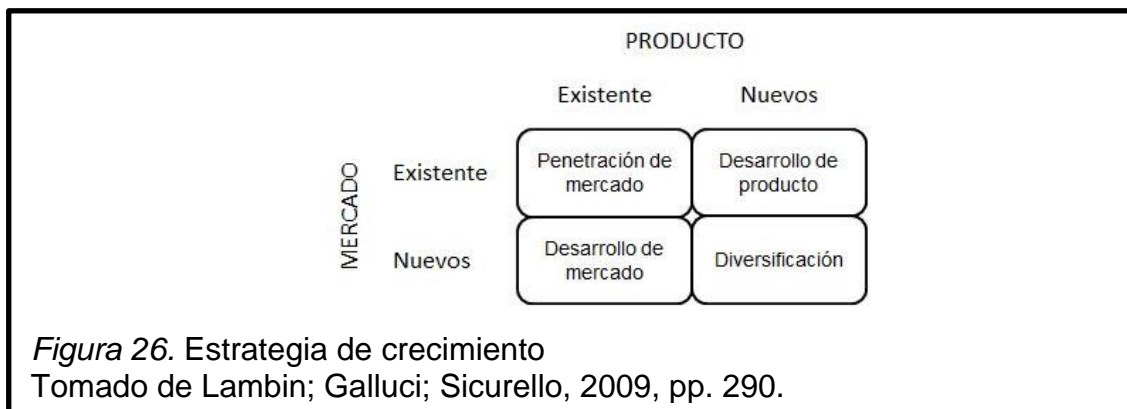 PRODUCTO
Existente Nuevos
MERCADO
Existente
Penetración de
mercado
Desarrollo de
producto
Nuevos
Desarrollo de
mercado
Diversificación
Figura 26. Estrategia de crecimiento
Tomado de Lambin; Galluci; Sicurello, 2009, pp. 290.